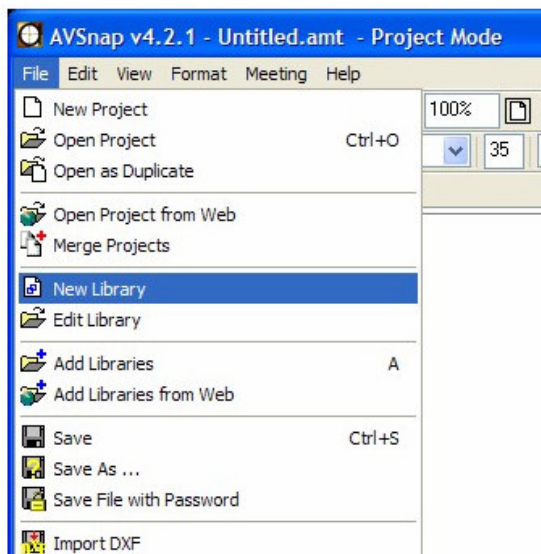 AVSnap v4.2.1 - Untitled.amt - Project Mode
File Edit View Format Meeting Help
100%
35
New Project
Open Project Ctrl+O
Open as Duplicate
Open Project from Web
Merge Projects
New Library
Edit Library
Add Libraries A
Add Libraries from Web
Save Ctrl+S
Save As ...
Save File with Password
Import DXF